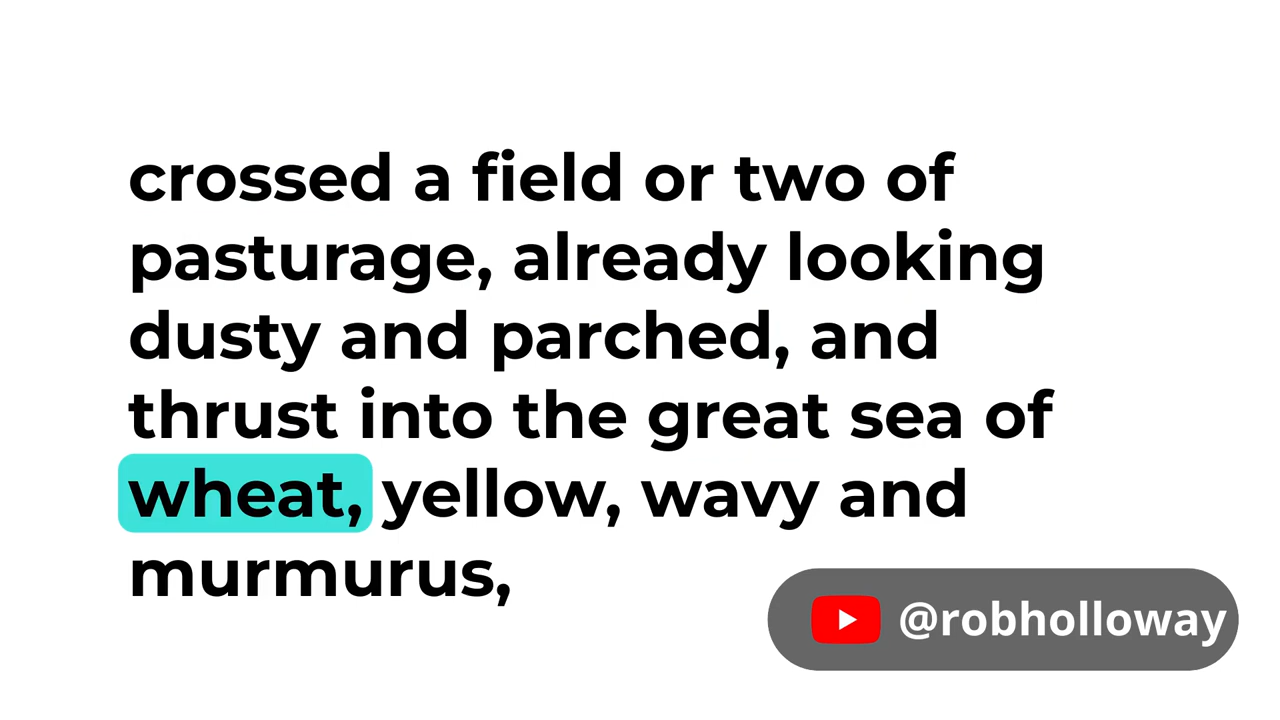 crossed a field or two of
pasturage, already looking
dusty and parched, and
thrust into the great sea of
wheat, yellow, wavy and
murmurus,
@robholloway